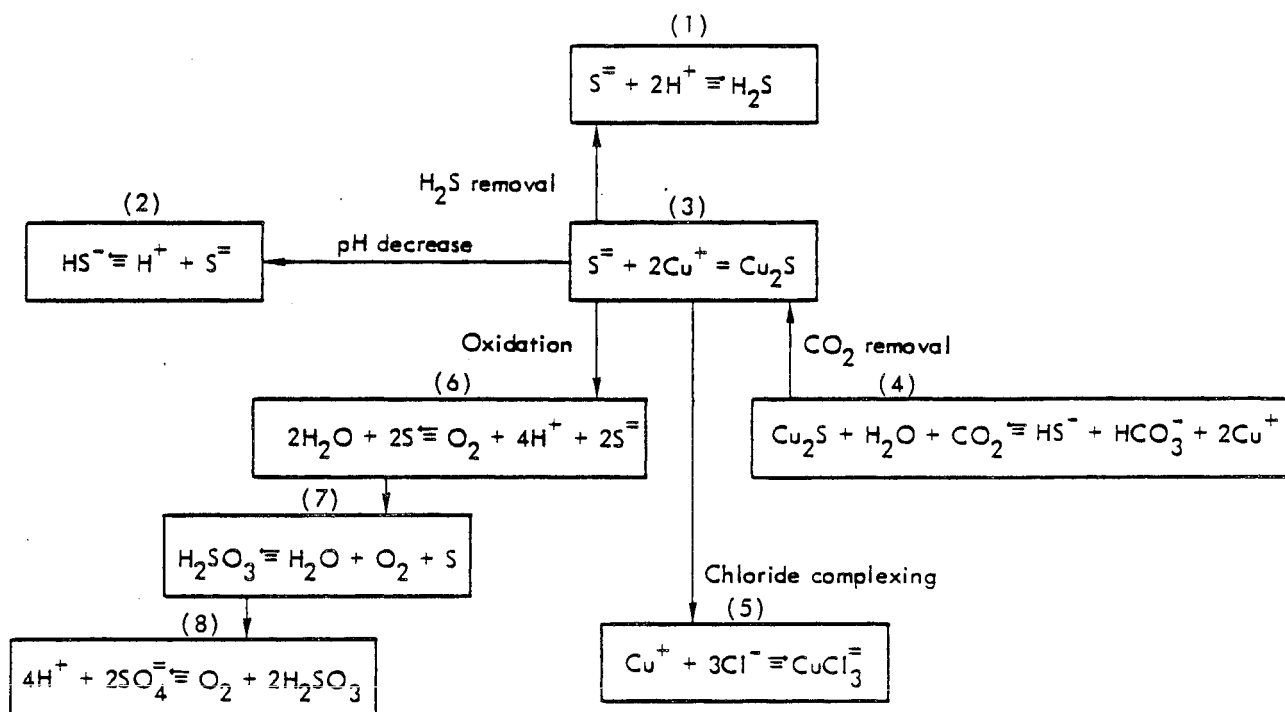 (1)
S⁼ + 2H⁺ ⇌ H₂S
H₂S removal
(2)
HS⁻ ⇌ H⁺ + S⁼
pH decrease
(3)
S⁼ + 2Cu⁺ = Cu₂S
Oxidation
CO₂ removal
(6)
2H₂O + 2S ⇌ O₂ + 4H⁺ + 2S⁼
(4)
Cu₂S + H₂O + CO₂ ⇌ HS⁻ + HCO₃⁻ + 2Cu⁺
(7)
H₂SO₃ ⇌ H₂O + O₂ + S
Chloride complexing
(5)
Cu⁺ + 3Cl⁻ ⇌ CuCl₃⁼
(8)
4H⁺ + 2SO₄⁼ ⇌ O₂ + 2H₂SO₃